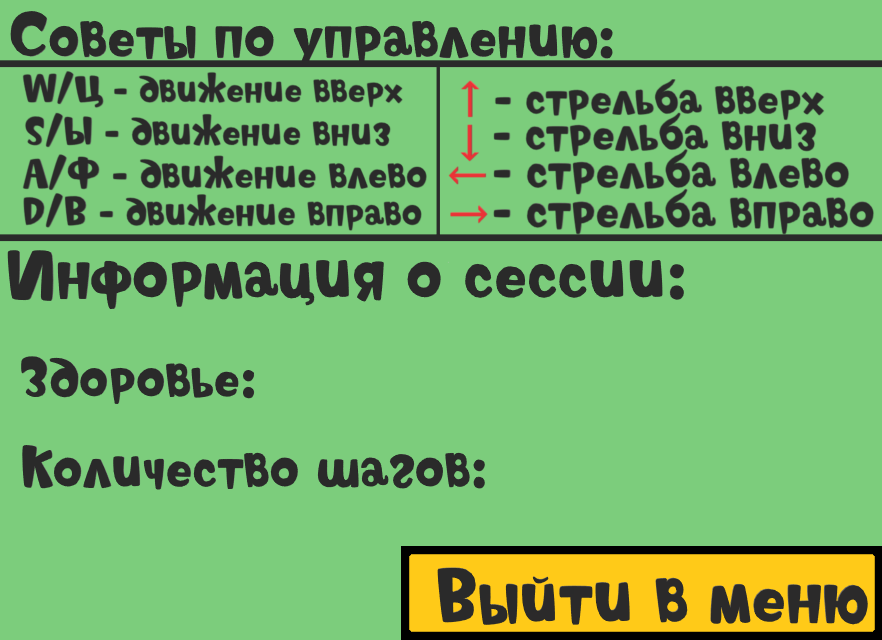 Советы по управлению:
W/Ц - движение вверх
S/Ы - движение вниз
А/Ф - движение влево
D/В - движение вправо
↑ - стрельба вверх
↓ - стрельба вниз
← - стрельба влево
→ - стрельба вправо
Информация о сессии:
Здоровье:
Количество шагов:
Выйти в меню